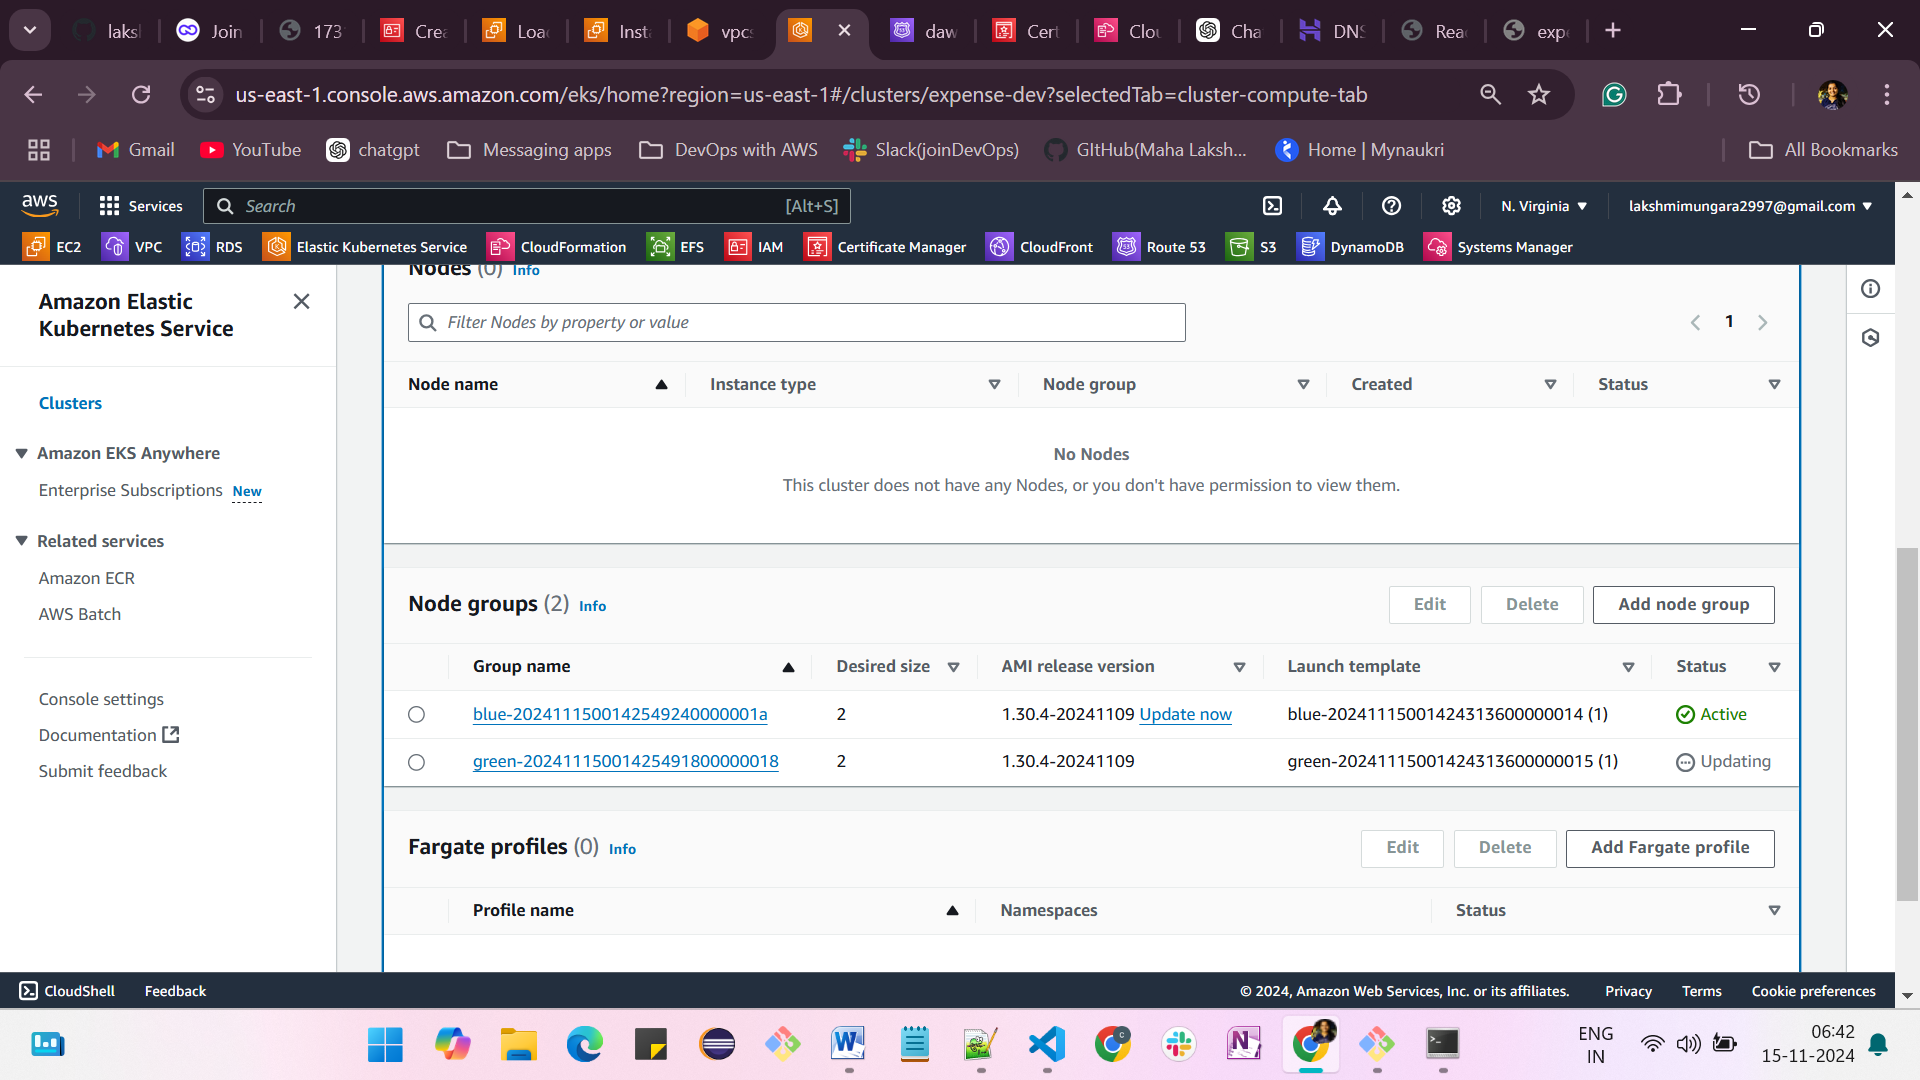 laks
Join
173
Crea
Loa
Insta
vpcs
daw
Cert
Clou
Cha
DNS
Rea
expe
us-east-1.console.aws.amazon.com/eks/home?region=us-east-1#/clusters/expense-dev?selectedTab=cluster-compute-tab
Gmail
YouTube
chatgpt
Messaging apps
DevOps with AWS
Slack(joinDevOps)
GItHub(Maha Laksh...
Home | Mynaukri
All Bookmarks
aws
Services
Search
[Alt+S]
N. Virginia
lakshmimungara2997@gmail.com
EC2
VPC
RDS
Elastic Kubernetes Service
CloudFormation
EFS
IAM
Certificate Manager
CloudFront
Route 53
S3
DynamoDB
Systems Manager
Amazon Elastic
Kubernetes Service
Clusters
Amazon EKS Anywhere
Enterprise Subscriptions New
Related services
Amazon ECR
AWS Batch
Console settings
Documentation
Submit feedback
Nodes (0) Info
Filter Nodes by property or value
1
Node name
Instance type
Node group
Created
Status
No Nodes
This cluster does not have any Nodes, or you don't have permission to view them.
Node groups (2) Info
Edit
Delete
Add node group
Group name
Desired size
AMI release version
Launch template
Status
blue-20241115001425492400000001a
2
1.30.4-20241109 Update now
blue-20241115001424313600000014 (1)
Active
green-20241115001425491800000018
2
1.30.4-20241109
green-20241115001424313600000015 (1)
Updating
Fargate profiles (0) Info
Edit
Delete
Add Fargate profile
Profile name
Namespaces
Status
CloudShell
Feedback
© 2024, Amazon Web Services, Inc. or its affiliates.
Privacy
Terms
Cookie preferences
ENG
IN
06:42
15-11-2024